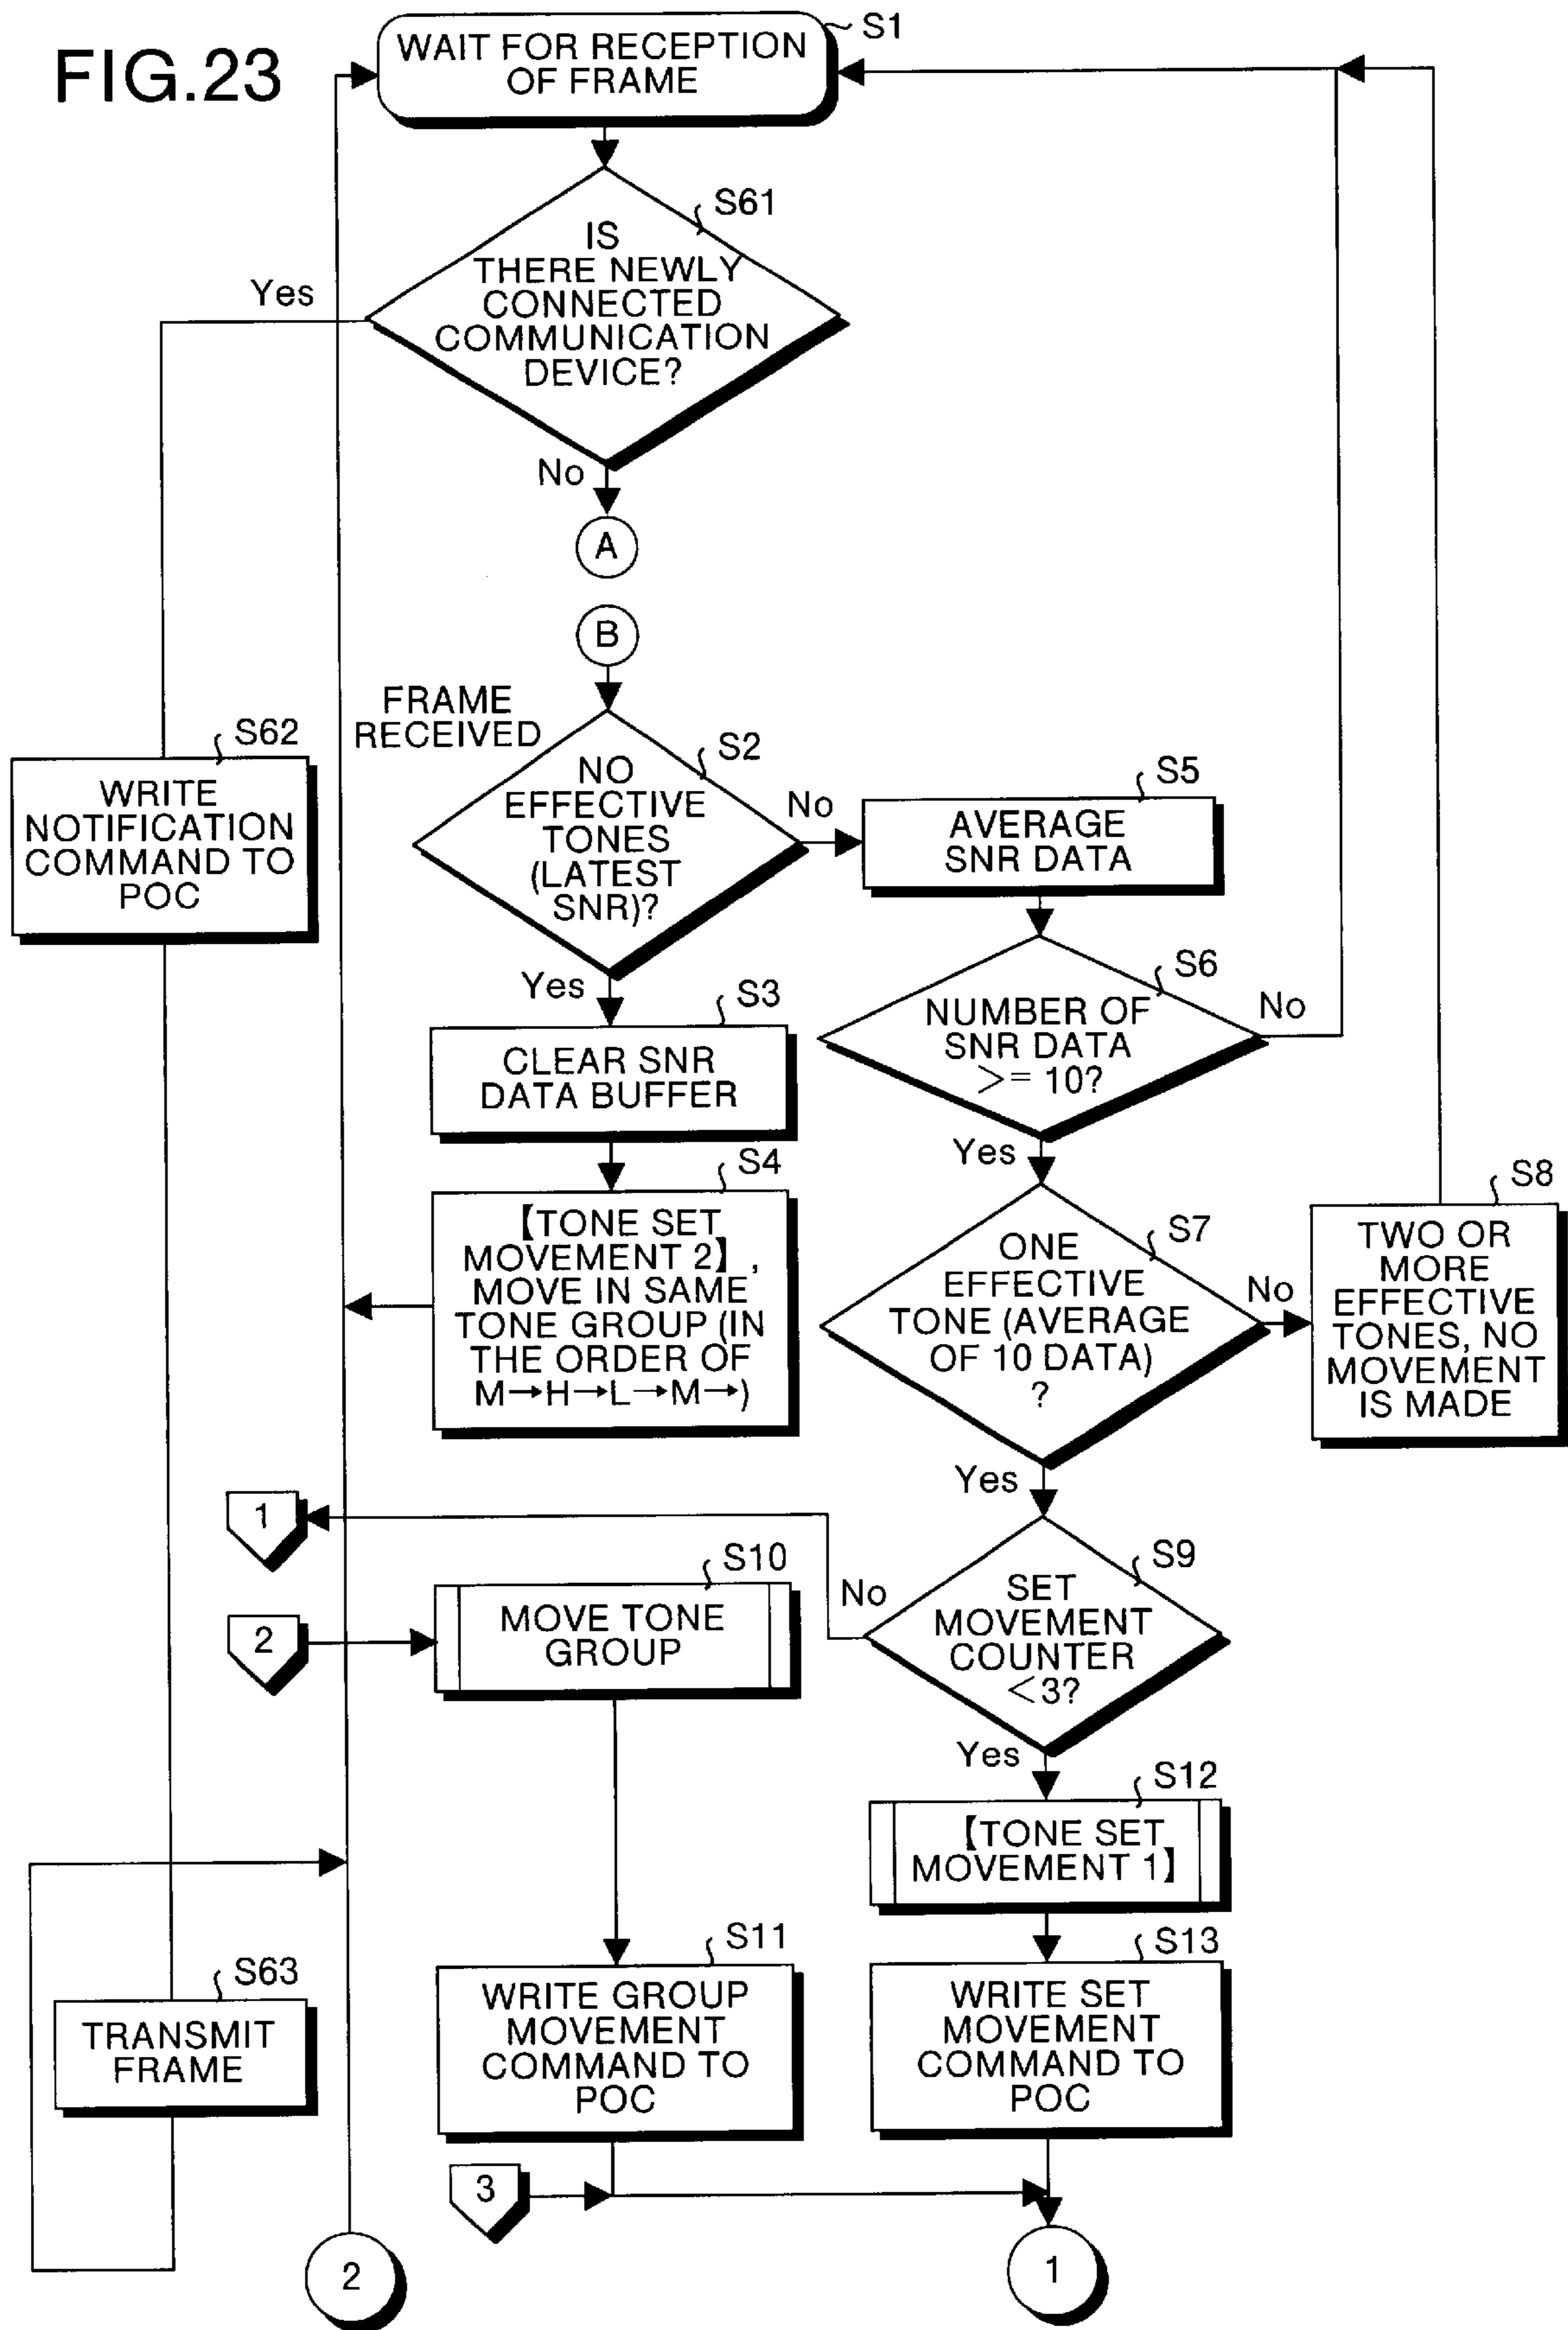 FIG.23
S1
WAIT FOR RECEPTION
OF FRAME
S61
IS
THERE NEWLY
CONNECTED
COMMUNICATION
DEVICE?
Yes
No
A
B
FRAME
RECEIVED
S62
WRITE
NOTIFICATION
COMMAND TO
POC
S2
NO
EFFECTIVE
TONES
(LATEST
SNR)?
No
Yes
S5
AVERAGE
SNR DATA
S6
NUMBER OF
SNR DATA
>= 10?
No
Yes
S3
CLEAR SNR
DATA BUFFER
S4
【TONE SET
MOVEMENT 2】,
MOVE IN SAME
TONE GROUP (IN
THE ORDER OF
M→H→L→M→)
S7
ONE
EFFECTIVE
TONE (AVERAGE
OF 10 DATA)
?
No
Yes
S8
TWO OR
MORE
EFFECTIVE
TONES, NO
MOVEMENT
IS MADE
1
S9
SET
MOVEMENT
COUNTER
<3?
No
Yes
2
S10
MOVE TONE
GROUP
S12
【TONE SET
MOVEMENT 1】
S11
WRITE GROUP
MOVEMENT
COMMAND TO
POC
S13
WRITE SET
MOVEMENT
COMMAND TO
POC
S63
TRANSMIT
FRAME
3
2
1